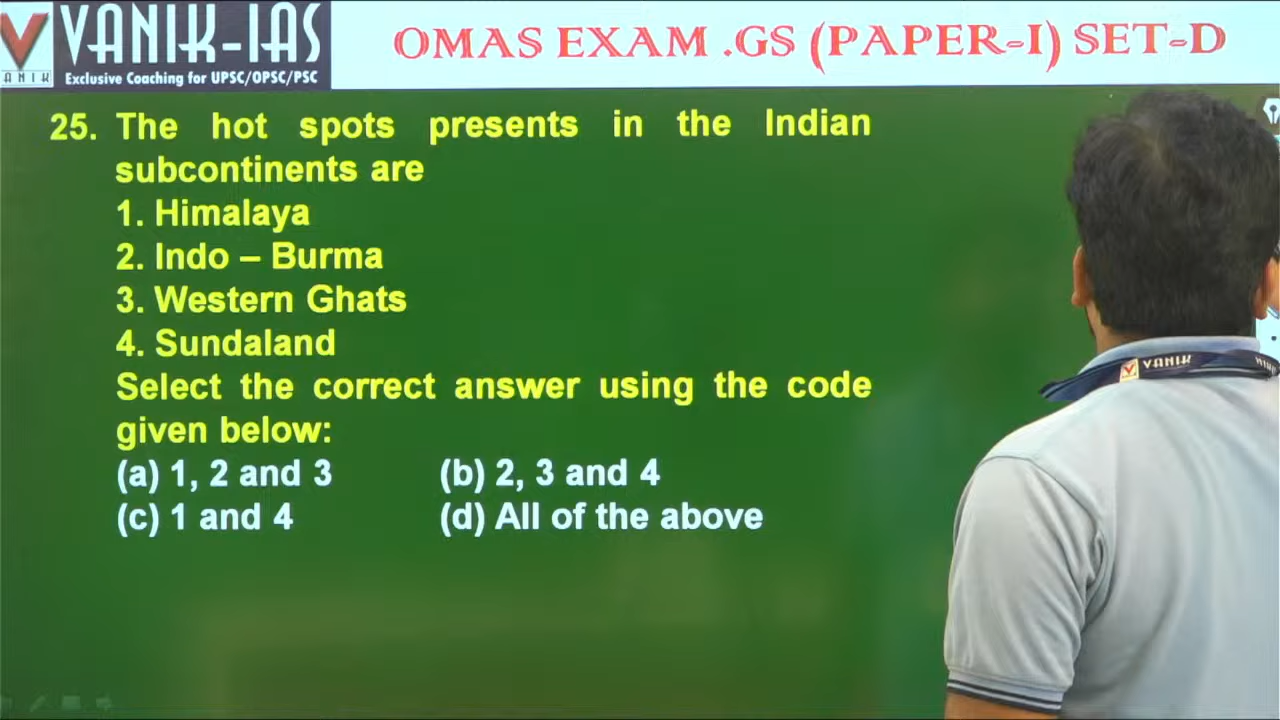 VANIK-IAS
VANIK
Exclusive Coaching for UPSC/OPSC/PSC
OMAS EXAM .GS (PAPER-I) SET-D
25. The hot spots presents in the Indian
subcontinents are
1. Himalaya
2. Indo – Burma
3. Western Ghats
4. Sundaland
Select the correct answer using the code
given below:
(a) 1, 2 and 3 (b) 2, 3 and 4
(c) 1 and 4 (d) All of the above
VANIK